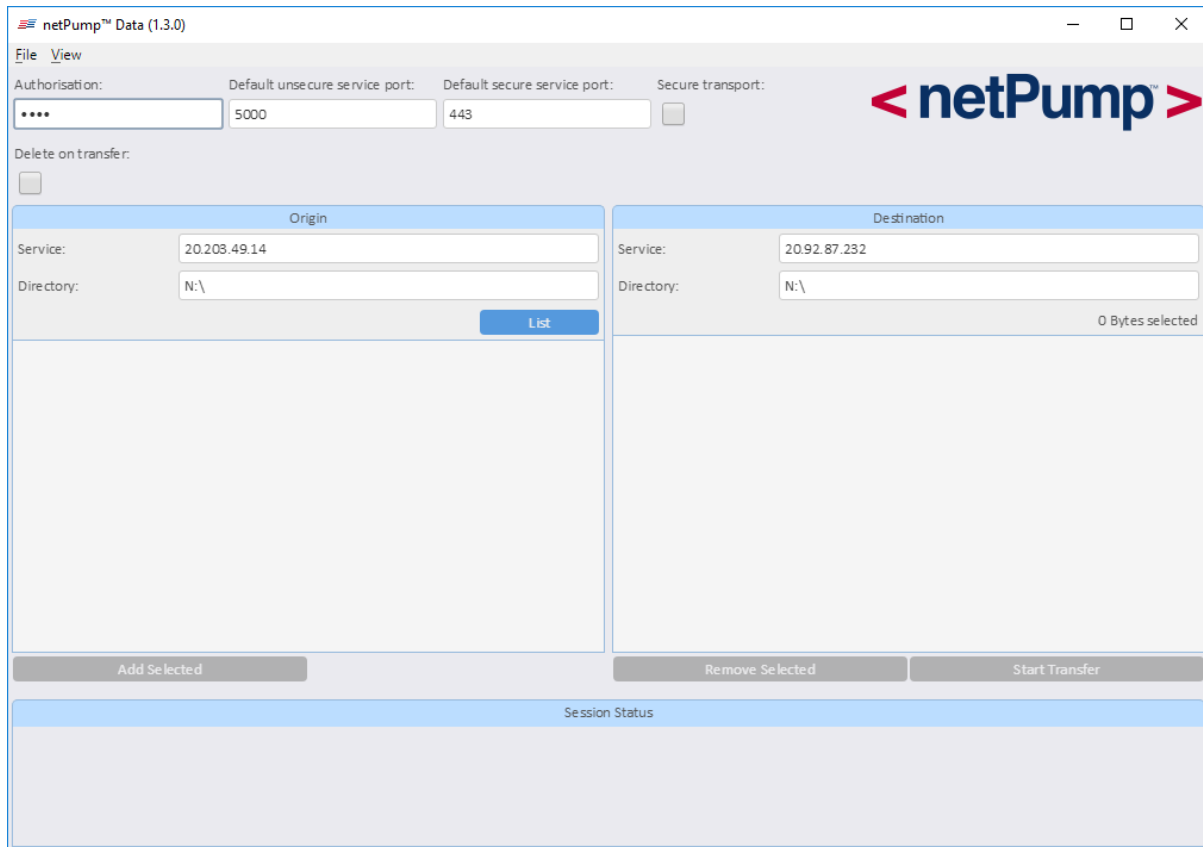 netPump™ Data (1.3.0)
File View
Authorisation: Default unsecure service port: Default secure service port: Secure transport:
•••• 5000 443
<netPump™>
Delete on transfer:
Origin Destination
Service: 20.203.49.14 Service: 20.92.87.232
Directory: N:\ Directory: N:\
List 0 Bytes selected
Add Selected Remove Selected Start Transfer
Session Status